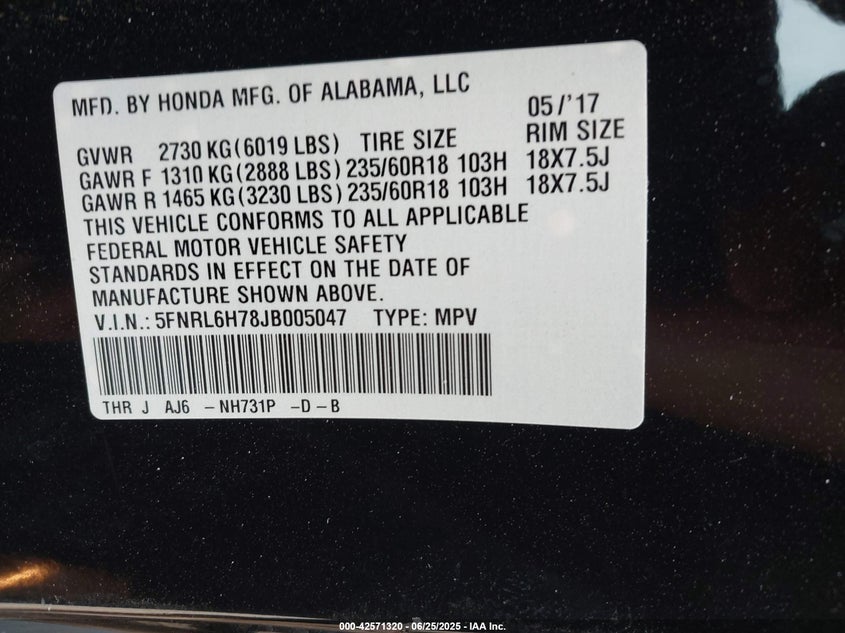 MFD. BY HONDA MFG. OF ALABAMA, LLC 05/'17
GVWR 2730 KG(6019 LBS) TIRE SIZE RIM SIZE
GAWR F 1310 KG(2888 LBS) 235/60R18 103H 18X7.5J
GAWR R 1465 KG(3230 LBS) 235/60R18 103H 18X7.5J
THIS VEHICLE CONFORMS TO ALL APPLICABLE
FEDERAL MOTOR VEHICLE SAFETY
STANDARDS IN EFFECT ON THE DATE OF
MANUFACTURE SHOWN ABOVE.
V.I.N.: 5FNRL6H78JB005047 TYPE: MPV
THR J AJ6 -NH731P -D-B
000-42571320 - 06/25/2025 - IAA Inc.